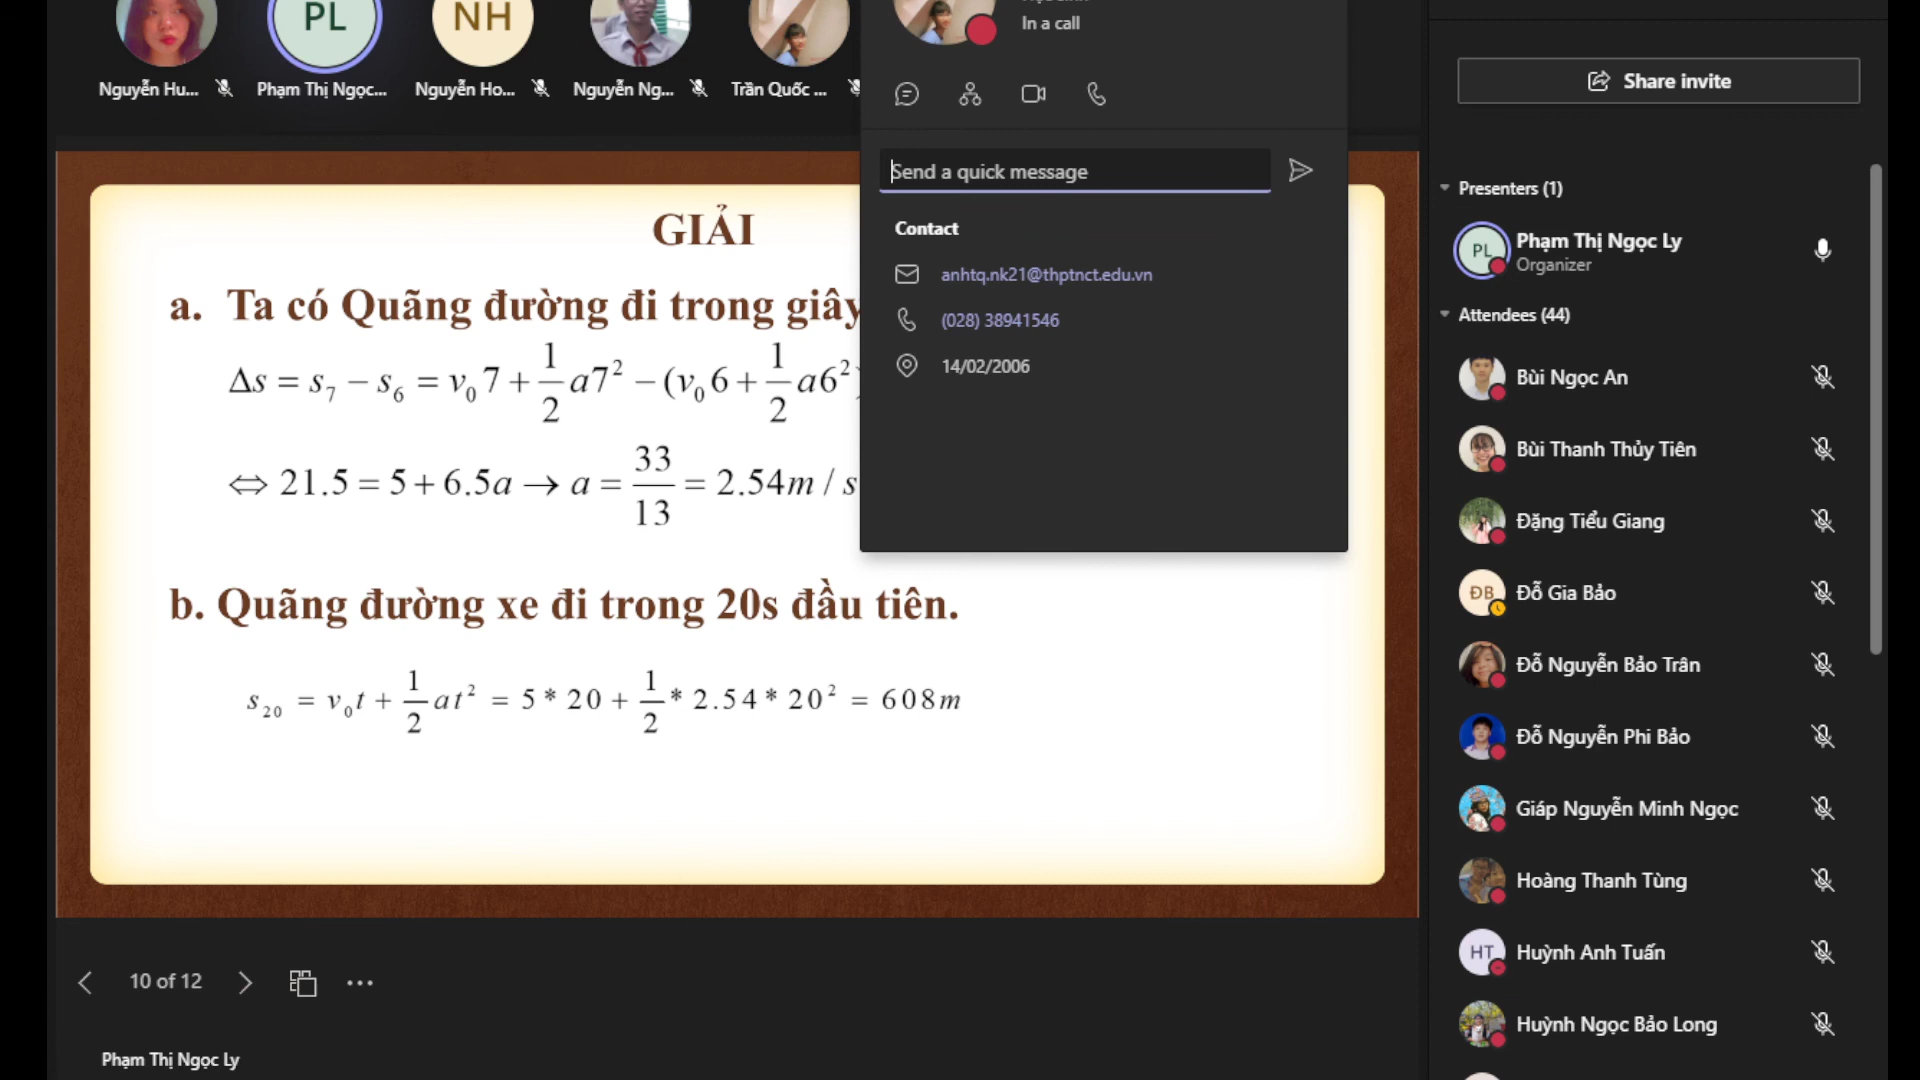 PL
NH
Nguyễn Hu...
Phạm Thị Ngọc...
Nguyễn Ho...
Nguyễn Ng...
Trần Quốc ...
In a call
Send a quick message
Contact
anhtq.nk21@thptnct.edu.vn
(028) 38941546
14/02/2006
GIẢI
a. Ta có Quãng đường đi trong giây
Δs = s₇ − s₆ = v₀7 + 1/2 a7² − (v₀6 + 1/2 a6²
⇔ 21.5 = 5 + 6.5a → a = 33/13 = 2.54m / s
b. Quãng đường xe đi trong 20s đầu tiên.
s₂₀ = v₀t + 1/2 at² = 5 * 20 + 1/2 * 2.54 * 20² = 608m
10 of 12
Phạm Thị Ngọc Ly
Share invite
Presenters (1)
PL
Phạm Thị Ngọc Ly
Organizer
Attendees (44)
Bùi Ngọc An
Bùi Thanh Thủy Tiên
Đặng Tiểu Giang
ĐB
Đỗ Gia Bảo
Đỗ Nguyễn Bảo Trân
Đỗ Nguyễn Phi Bảo
Giáp Nguyễn Minh Ngọc
Hoàng Thanh Tùng
HT
Huỳnh Anh Tuấn
Huỳnh Ngọc Bảo Long